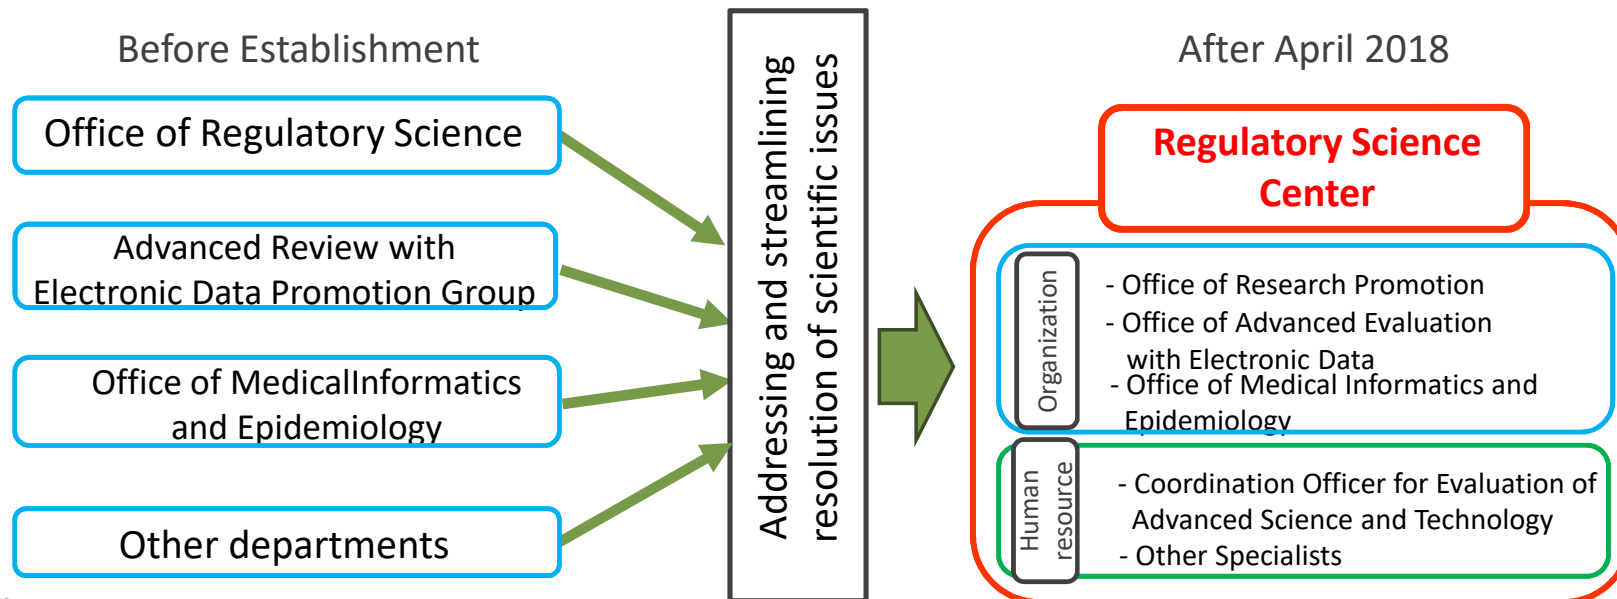 Before Establishment
Office of Regulatory Science
Advanced Review with
Electronic Data Promotion Group
Office of MedicalInformatics
and Epidemiology
Other departments
Addressing and streamlining
resolution of scientific issues
After April 2018
Regulatory Science
Center
Organization
- Office of Research Promotion
- Office of Advanced Evaluation
with Electronic Data
- Office of Medical Informatics and
Epidemiology
Human
resource
- Coordination Officer for Evaluation of
Advanced Science and Technology
- Other Specialists